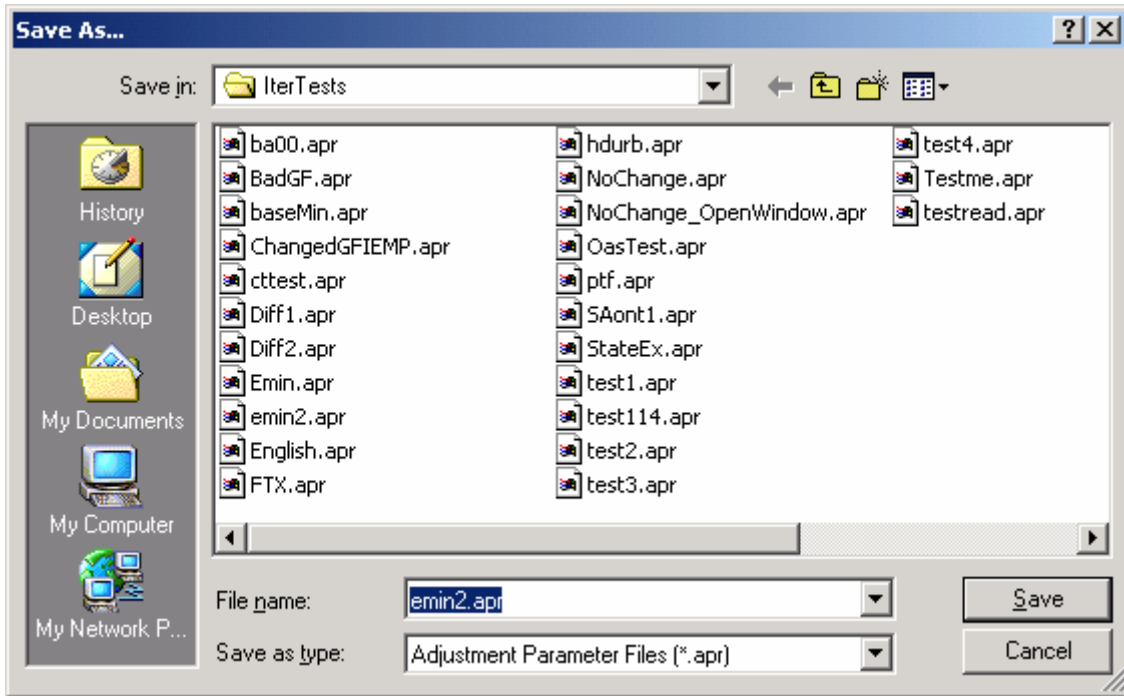 Save As...
Save in: IterTests
History
Desktop
My Documents
My Computer
My Network P...
ba00.apr
BadGF.apr
baseMin.apr
ChangedGFIEMP.apr
cttest.apr
Diff1.apr
Diff2.apr
Emin.apr
emin2.apr
English.apr
FTX.apr
hdurb.apr
NoChange.apr
NoChange_OpenWindow.apr
OasTest.apr
ptf.apr
SAont1.apr
StateEx.apr
test1.apr
test114.apr
test2.apr
test3.apr
test4.apr
Testme.apr
testread.apr
File name: emin2.apr
Save
Save as type: Adjustment Parameter Files (*.apr)
Cancel